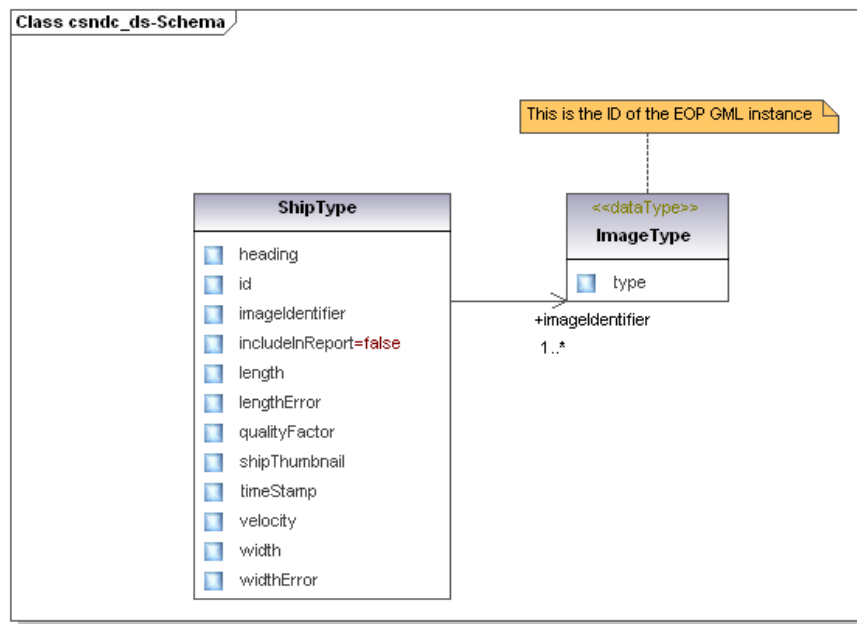 Class csndc_ds-Schema
This is the ID of the EOP GML instance
ShipType
heading
id
imageIdentifier
includeInReport=false
length
lengthError
qualityFactor
shipThumbnail
timeStamp
velocity
width
widthError
<<dataType>>
ImageType
type
+imageIdentifier
1..*